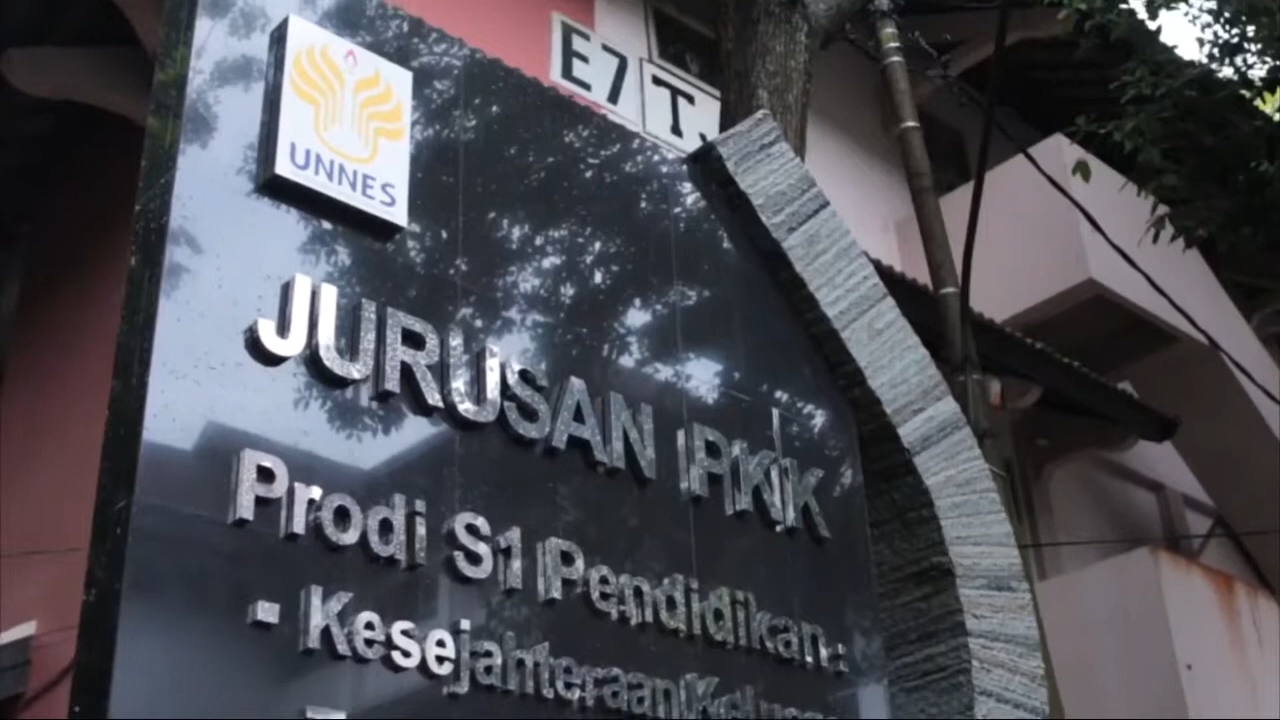 E7
T
UNNES
JURUSAN PKK
Prodi S1 Pendidikan :
- Kesejahteraan